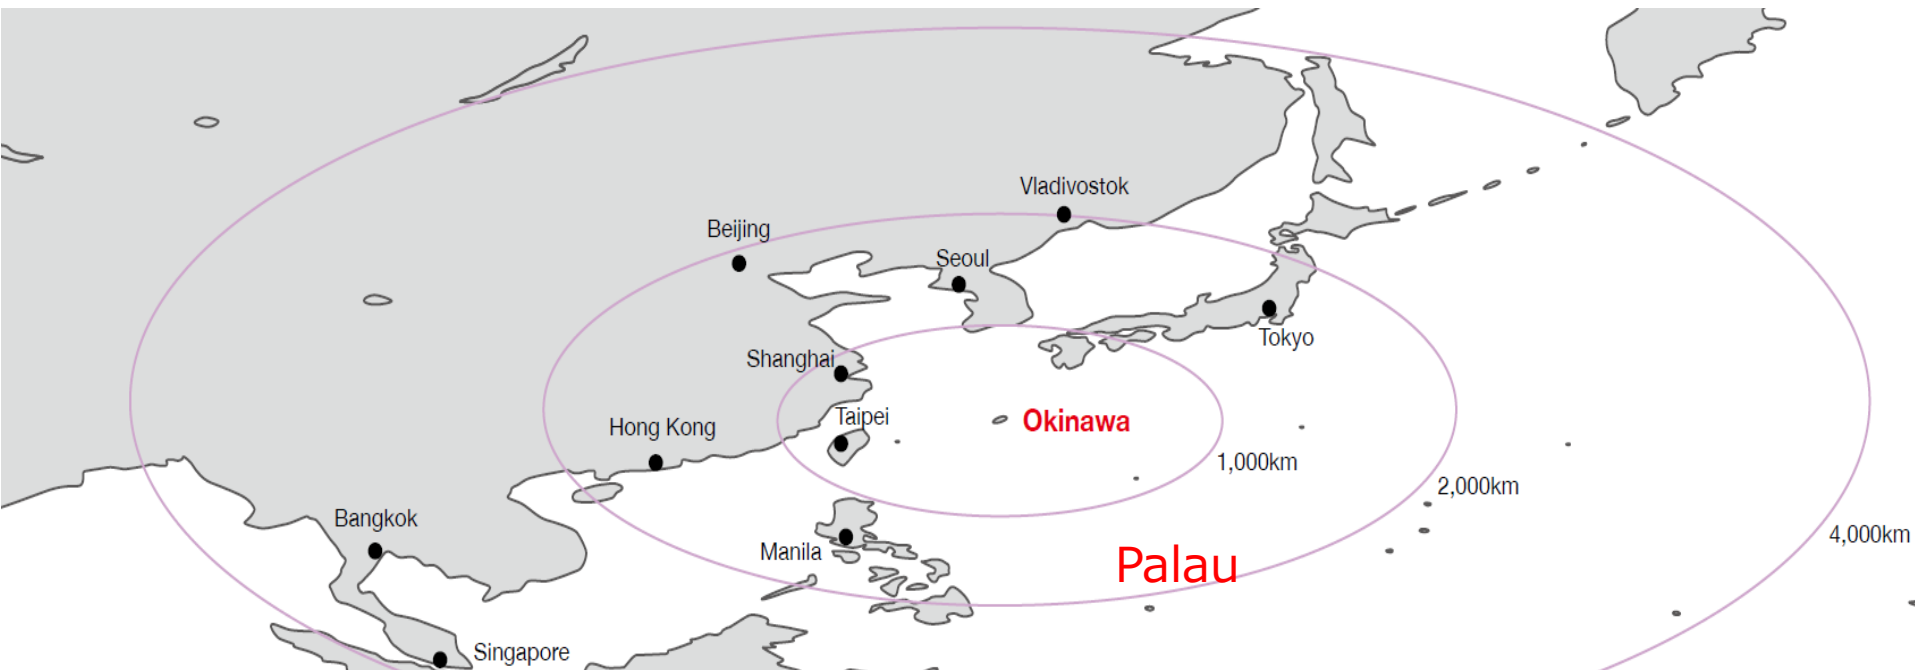 Vladivostok
Beijing
Seoul
Tokyo
Shanghai
Taipei
Okinawa
Hong Kong
1,000km
2,000km
Bangkok
4,000km
Manila
Palau
Singapore